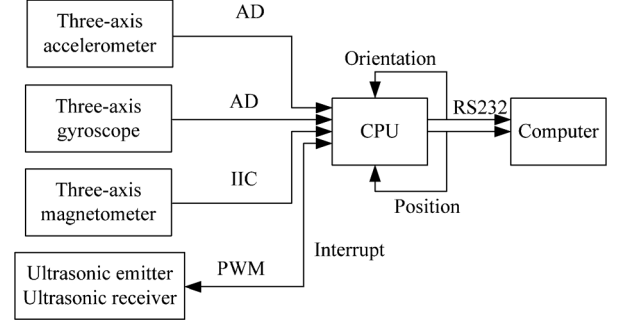 Three-axis
accelerometer
AD
Three-axis
gyroscope
AD
Three-axis
magnetometer
IIC
Ultrasonic emitter
Ultrasonic receiver
PWM
Interrupt
Orientation
CPU
Position
RS232
Computer